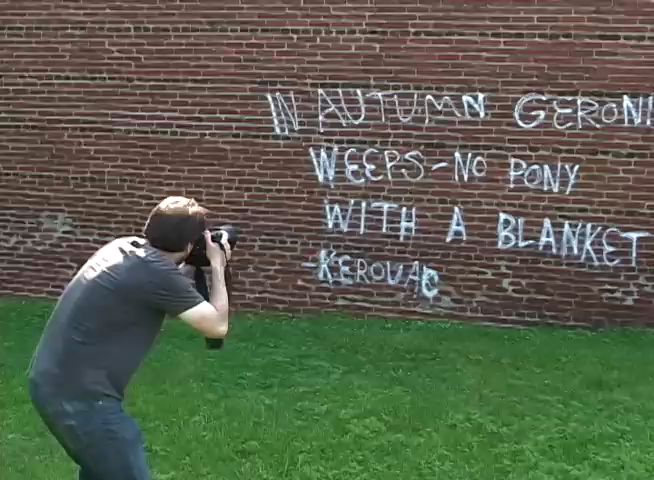 IN AUTUMN GERONI
WEEPS-NO PONY
WITH A BLANKET
-KEROUAC